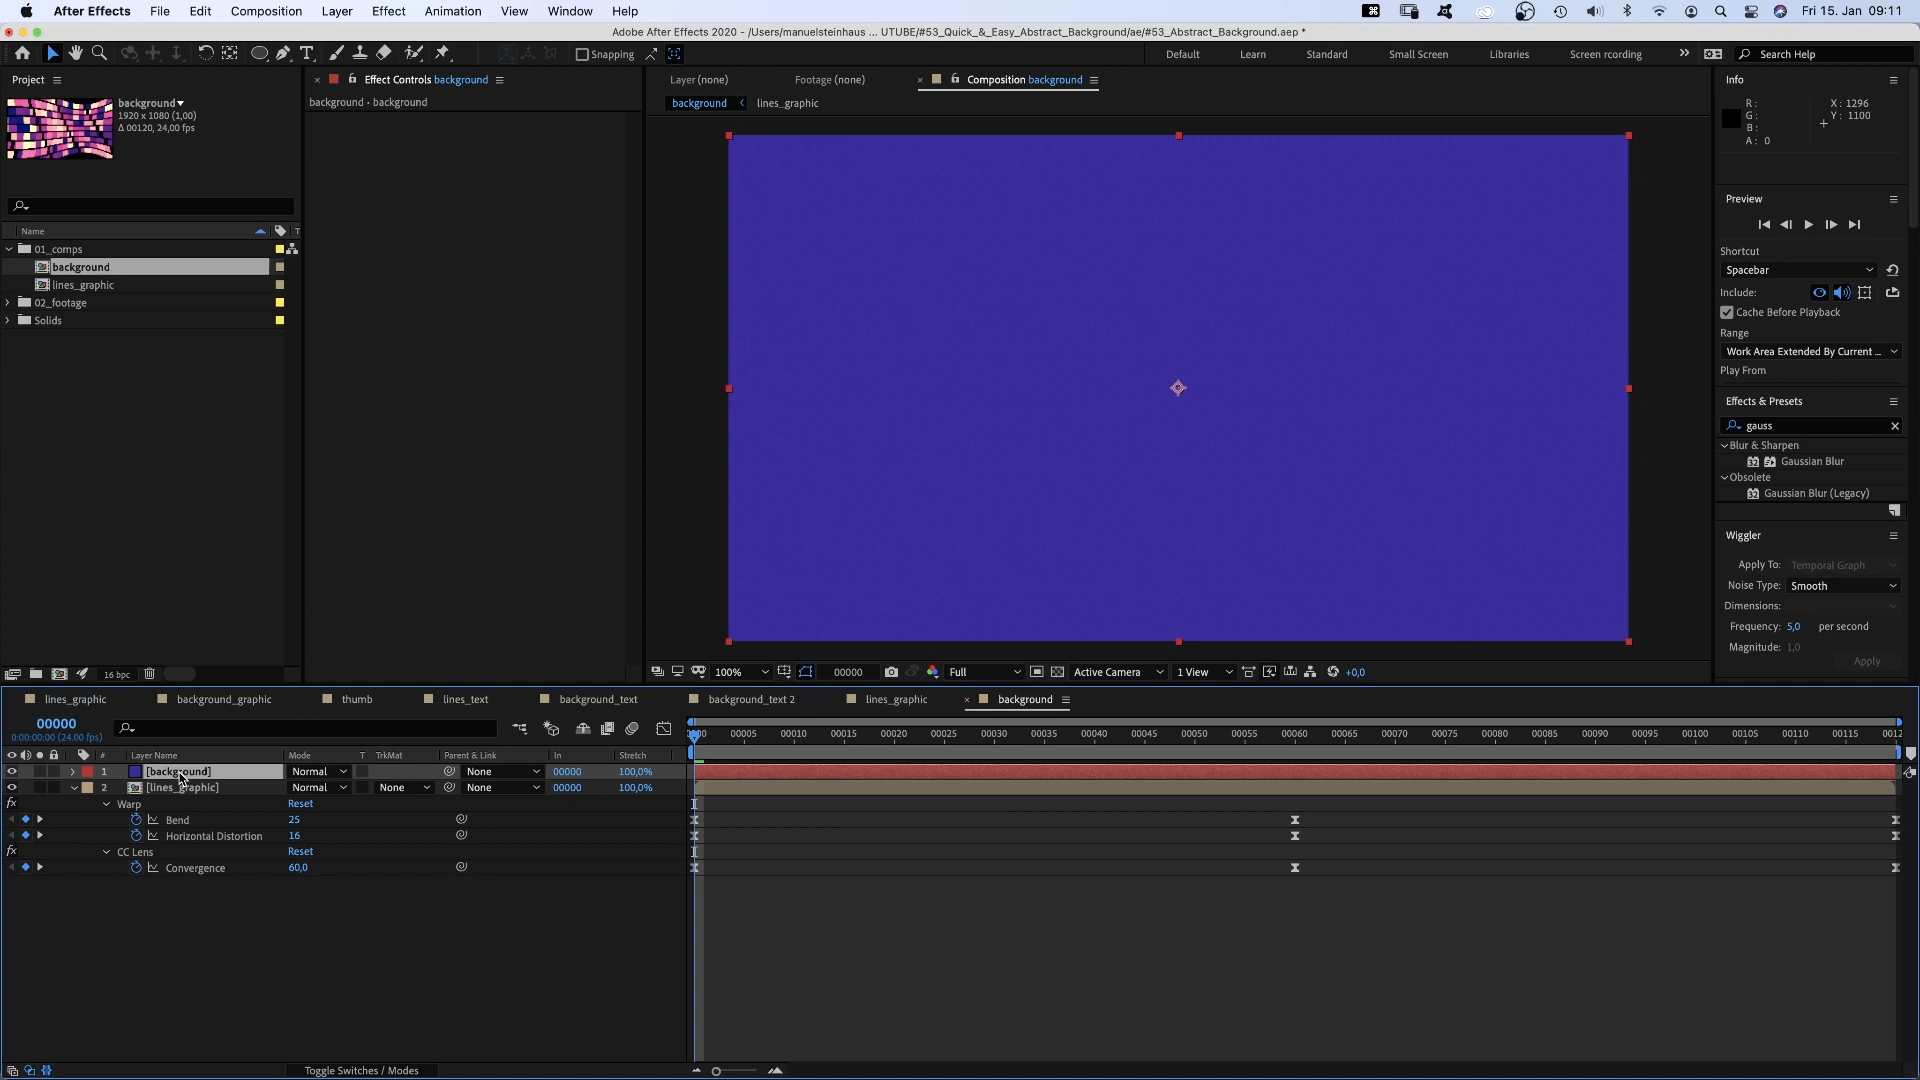 After Effects File Edit Composition Layer Effect Animation View Window Help Fri 15. Jan 09:11
Adobe After Effects 2020 - /Users/manuelsteinhaus ... UTUBE/#53_Quick_&_Easy_Abstract_Background/ae/#53_Abstract_Background.aep *
Snapping Default Learn Standard Small Screen Libraries Screen recording Search Help
Project
background
1920 x 1080 (1,00)
Δ 00120, 24,00 fps
Name T
01_comps
background
lines_graphic
02_footage
Solids
16 bpc
Effect Controls background
background • background
Layer (none) Footage (none) Composition background
background lines_graphic
100% 00000 Full Active Camera 1 View +0,0
Info
R:
G:
B:
A: 0
X: 1296
Y: 1100
Preview
Shortcut
Spacebar
Include:
Cache Before Playback
Range
Work Area Extended By Current ...
Play From
Effects & Presets
gauss
Blur & Sharpen
32 Gaussian Blur
Obsolete
32 Gaussian Blur (Legacy)
Wiggler
Apply To: Temporal Graph
Noise Type: Smooth
Dimensions:
Frequency: 5,0 per second
Magnitude: 1,0
Apply
lines_graphic background_graphic thumb lines_text background_text background_text 2 lines_graphic background
00000
0:00:00:00 (24.00 fps)
00005 00010 00015 00020 00025 00030 00035 00040 00045 00050 00055 00060 00065 00070 00075 00080 00085 00090 00095 00100 00105 00110 00115 0012
# Layer Name Mode T TrkMat Parent & Link In Stretch
1 [background] Normal None 00000 100,0%
2 [lines_graphic] Normal None None 00000 100,0%
fx Warp Reset
Bend 25
Horizontal Distortion 16
fx CC Lens Reset
Convergence 60,0
Toggle Switches / Modes